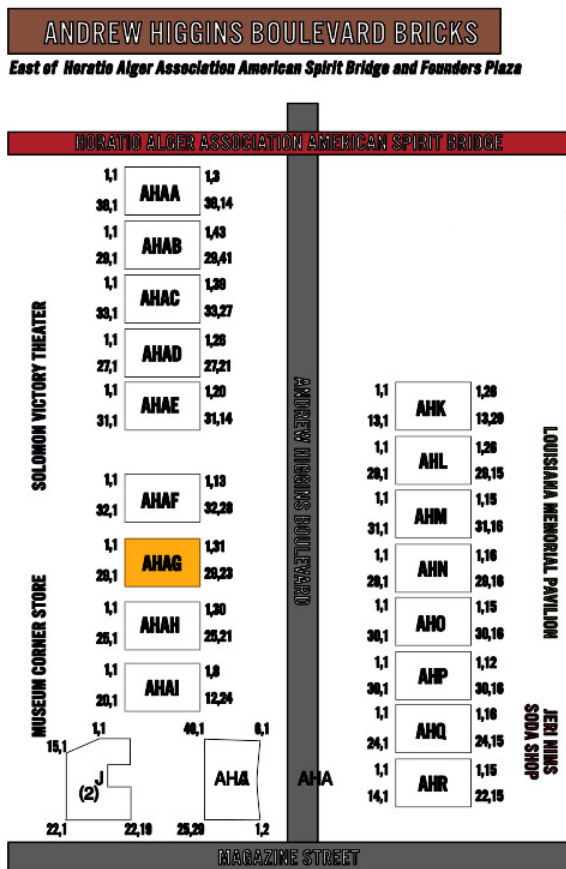 ANDREW HIGGINS BOULEVARD BRICKS
East of Horatio Alger Association American Spirit Bridge and Founders Plaza
HORATIO ALGER ASSOCIATION AMERICAN SPIRIT BRIDGE
1,1 AHAA 1,3
38,1 38,14
1,1 AHAB 1,43
29,1 29,41
1,1 AHAC 1,39
33,1 33,27
1,1 AHAD 1,26
27,1 27,21
1,1 AHAE 1,20
31,1 31,14
SOLOMON VICTORY THEATER
1,1 AHAF 1,13
32,1 32,28
1,1 AHAG 1,31
29,1 29,23
1,1 AHAH 1,30
25,1 25,21
1,1 AHAI 1,8
20,1 12,24
MUSEUM CORNER STORE
1,1
15,1
J
(2)
22,1 22,19
40,1 6,1
AHA
25,29 1,2
AHA
ANDREW HIGGINS BOULEVARD
1,1 AHK 1,26
13,1 13,29
1,1 AHL 1,26
29,1 29,15
1,1 AHM 1,15
31,1 31,16
1,1 AHN 1,16
29,1 29,16
1,1 AHO 1,15
30,1 30,16
1,1 AHP 1,12
30,1 30,16
1,1 AHQ 1,16
24,1 24,15
1,1 AHR 1,15
14,1 22,15
LOUISIANA MEMORIAL PAVILION
JERI NIMS
SODA SHOP
MAGAZINE STREET